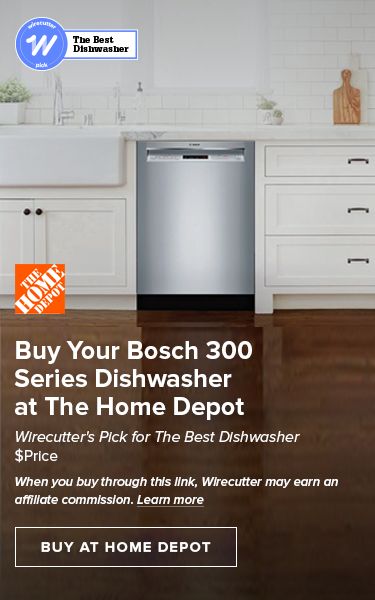 wirecutter
W
pick
The Best
Dishwasher
BOSCH
THE
HOME
DEPOT
Buy Your Bosch 300
Series Dishwasher
at The Home Depot
Wirecutter's Pick for The Best Dishwasher
$Price
When you buy through this link, Wirecutter may earn an
affiliate commission. Learn more
BUY AT HOME DEPOT